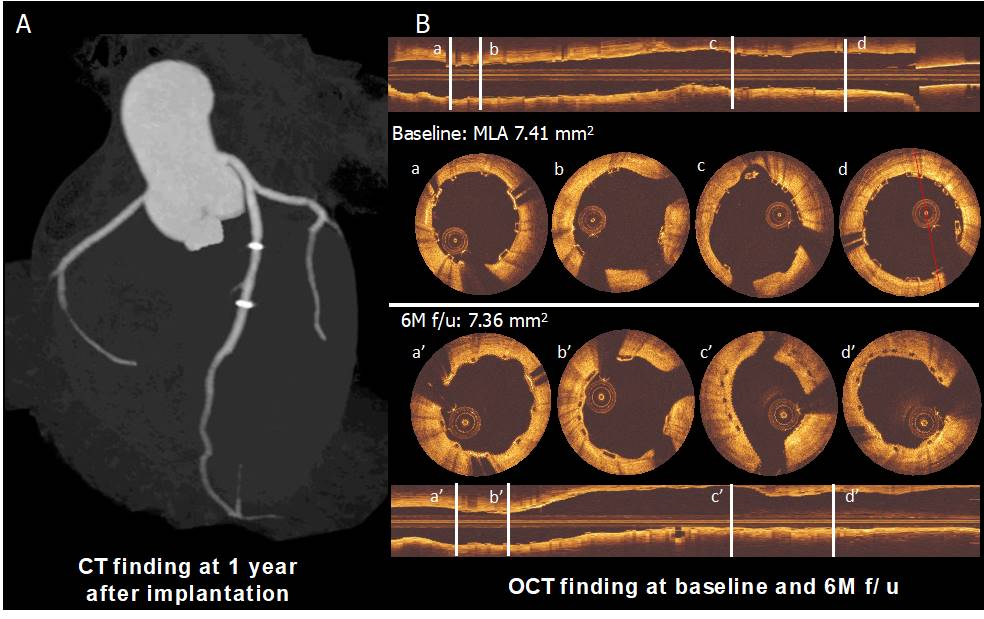 A
B
a b c d
Baseline: MLA 7.41 mm²
a b c d
6M f/u: 7.36 mm²
a’ b’ c’ d’
a’ b’ c’ d’
CT finding at 1 year
after implantation
OCT finding at baseline and 6M f/ u